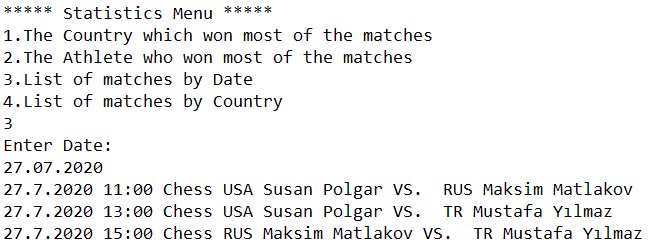 ***** Statistics Menu *****
1.The Country which won most of the matches
2.The Athlete who won most of the matches
3.List of matches by Date
4.List of matches by Country
3
Enter Date:
27.07.2020
27.7.2020 11:00 Chess USA Susan Polgar VS.  RUS Maksim Matlakov
27.7.2020 13:00 Chess USA Susan Polgar VS.  TR Mustafa Yılmaz
27.7.2020 15:00 Chess RUS Maksim Matlakov VS.  TR Mustafa Yılmaz